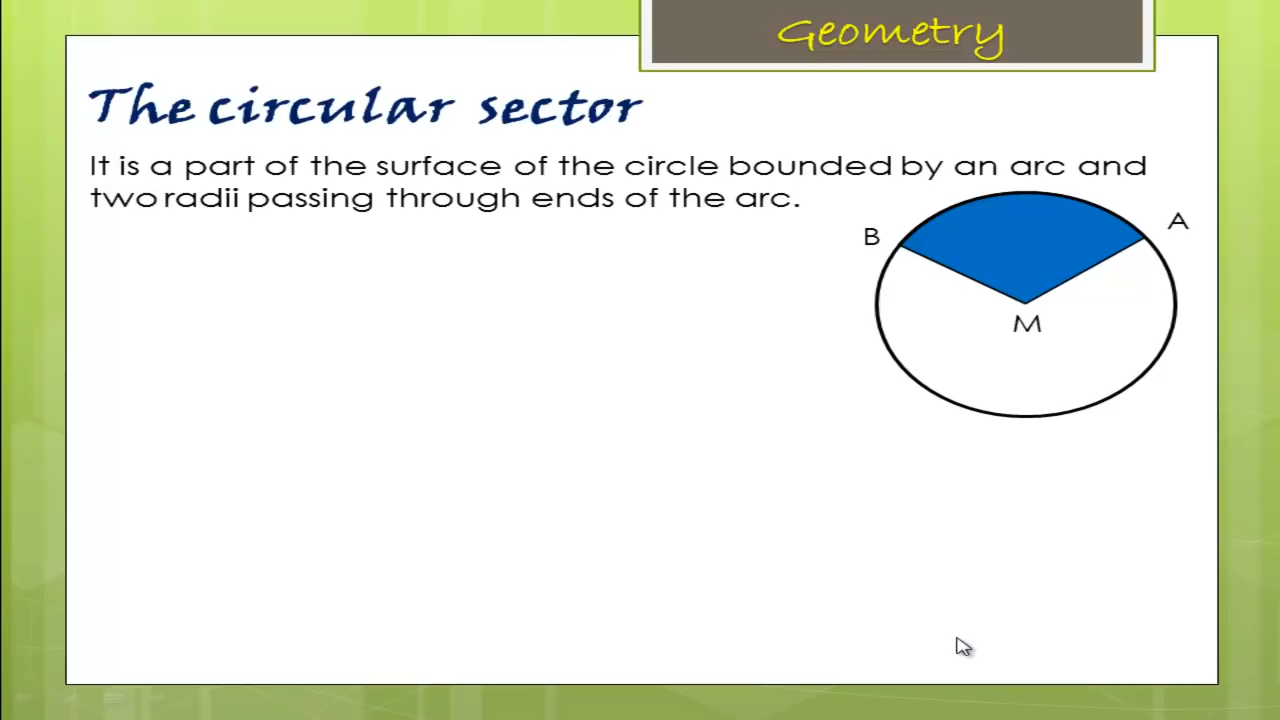 Geometry
The circular sector
It is a part of the surface of the circle bounded by an arc and
two radii passing through ends of the arc.
B
A
M